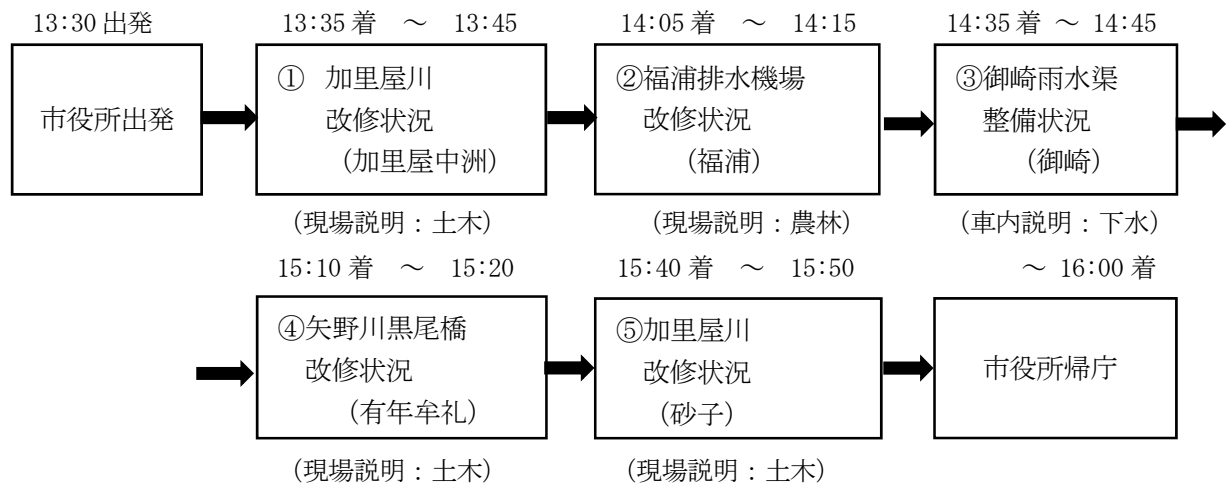 13:30 出発
市役所出発
13:35 着 ～ 13:45
① 加里屋川
改修状況
(加里屋中洲)
(現場説明：土木)
14:05 着 ～ 14:15
②福浦排水機場
改修状況
(福浦)
(現場説明：農林)
14:35 着 ～ 14:45
③御崎雨水渠
整備状況
(御崎)
(車内説明：下水)
15:10 着 ～ 15:20
④矢野川黒尾橋
改修状況
(有年牟礼)
(現場説明：土木)
15:40 着 ～ 15:50
⑤加里屋川
改修状況
(砂子)
(現場説明：土木)
～ 16:00 着
市役所帰庁